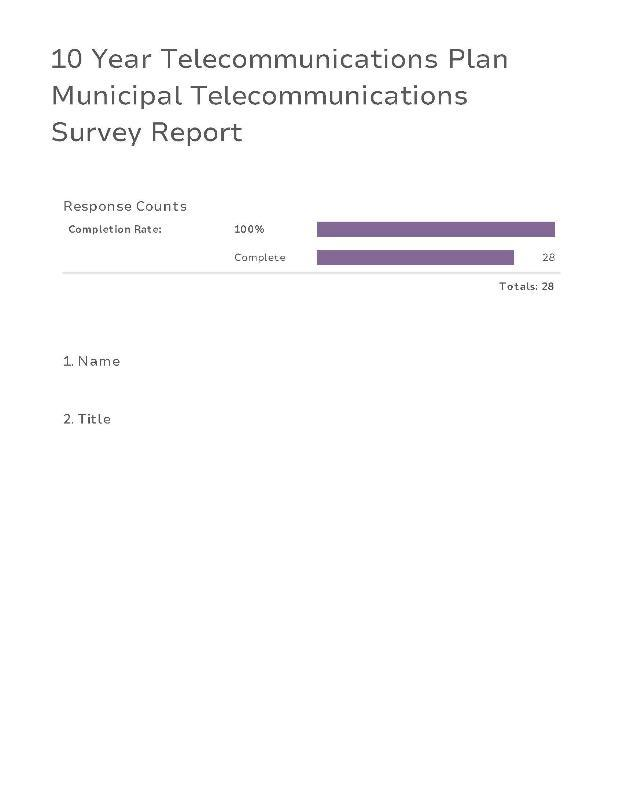 10 Year Telecommunications Plan
Municipal Telecommunications
Survey Report
Response Counts
Completion Rate: 100%
Complete 28
Totals: 28
1. Name
2. Title